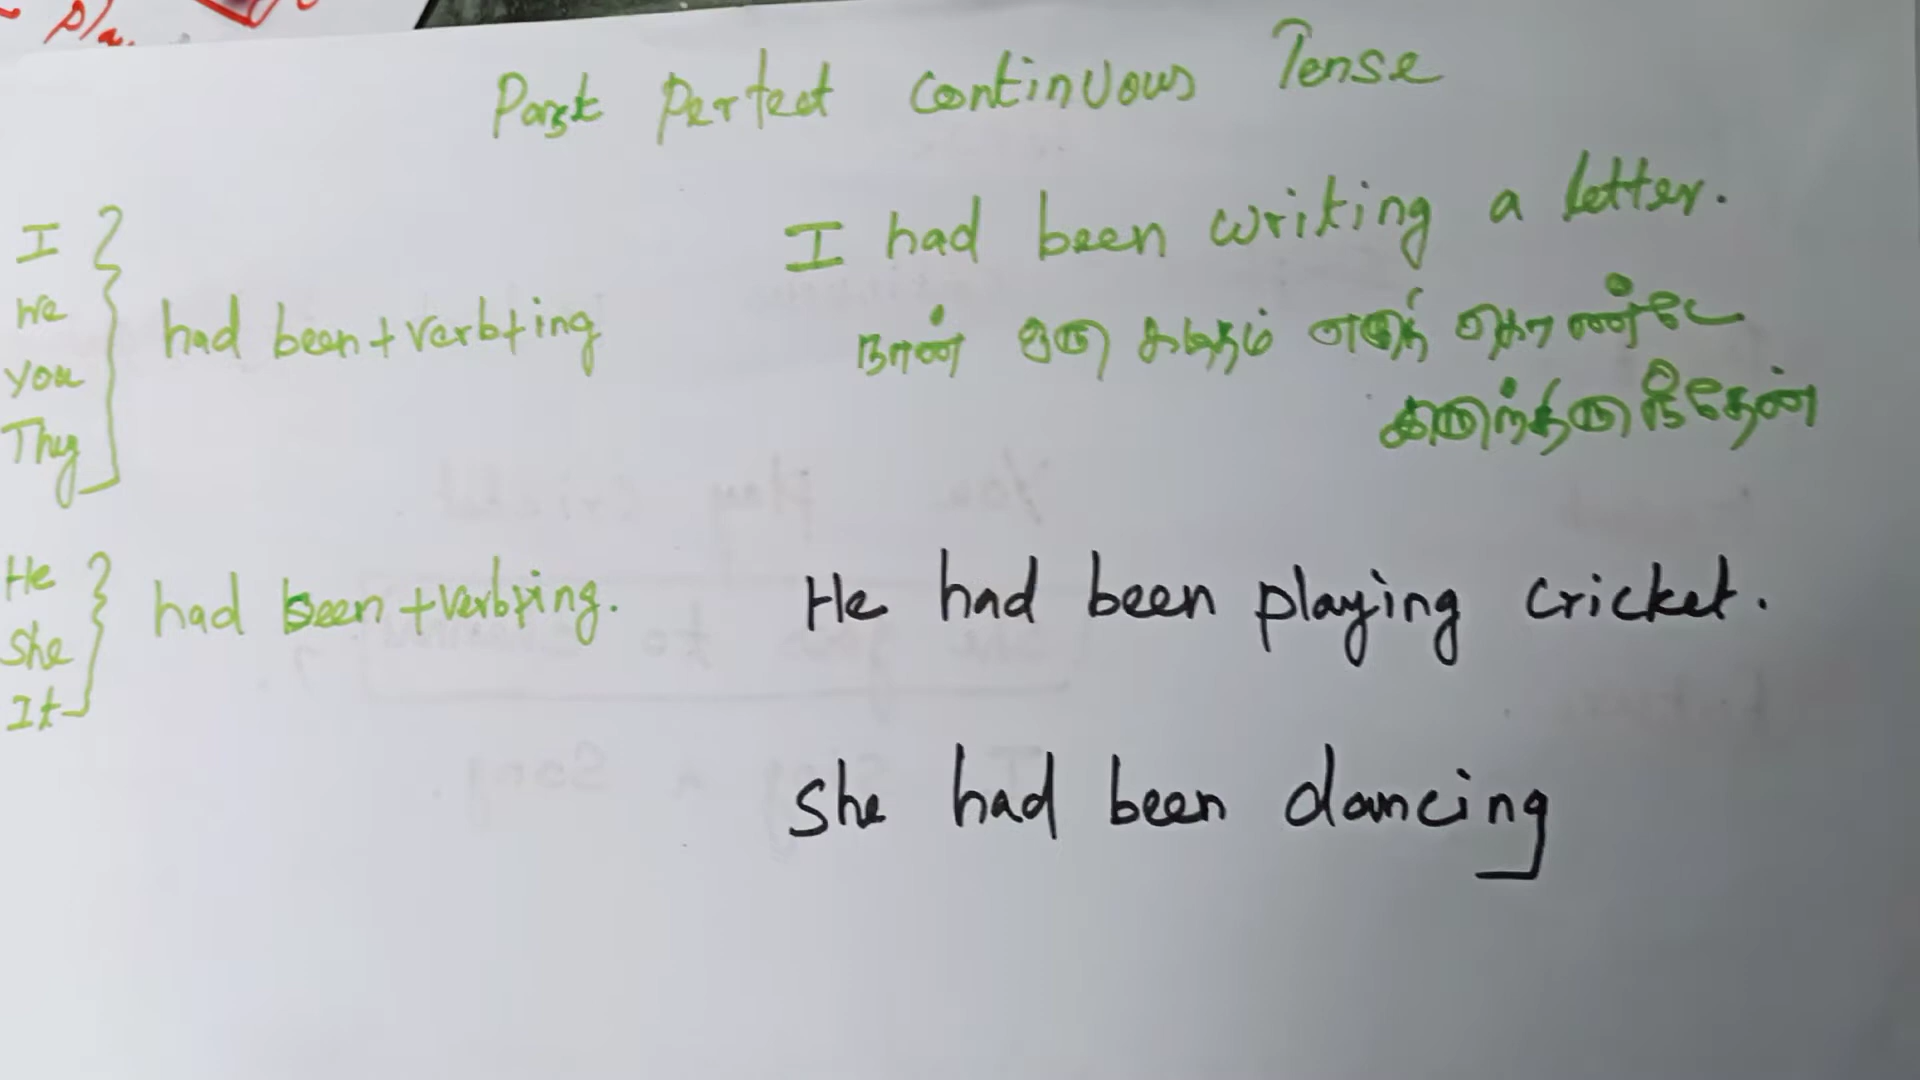 Past Perfect continuous Tense
I had been writing a letter.
I
we
you
They
had been+verb+ing
நான் ஒரு கடிதம் எழுதி கொண்டே
இருந்திருந்தேன்
He
She
It
had been +verb+ing.
He had been playing cricket.
She had been dancing